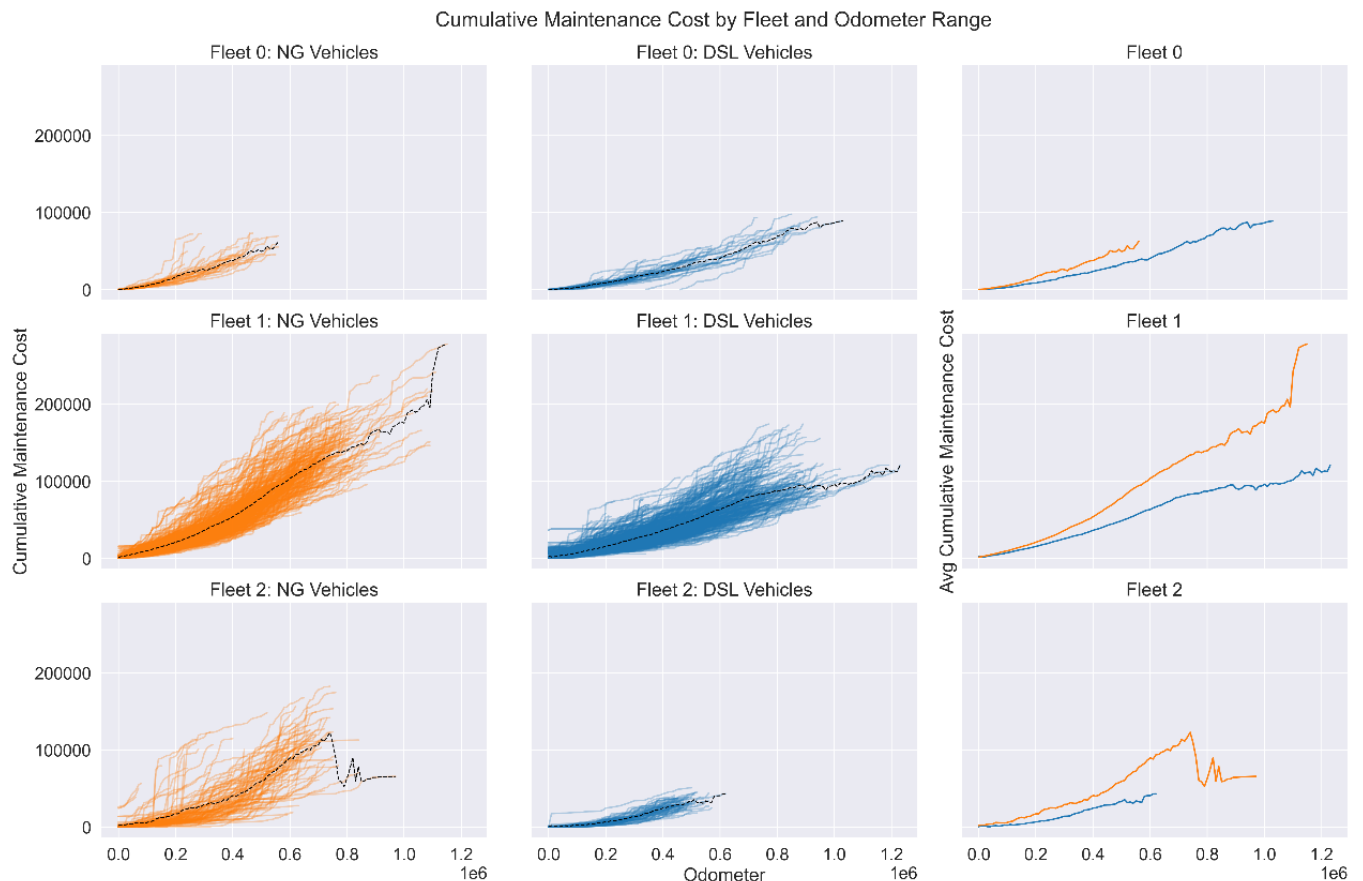 Cumulative Maintenance Cost by Fleet and Odometer Range
Fleet 0: NG Vehicles
Fleet 0: DSL Vehicles
Fleet 0
200000
100000
0
Fleet 1: NG Vehicles
Fleet 1: DSL Vehicles
Fleet 1
Cumulative Maintenance Cost
Avg Cumulative Maintenance Cost
200000
100000
0
Fleet 2: NG Vehicles
Fleet 2: DSL Vehicles
Fleet 2
200000
100000
0
0.0 0.2 0.4 0.6 0.8 1.0 1.2
1e6
0.0 0.2 0.4 0.6 0.8 1.0 1.2
1e6
0.0 0.2 0.4 0.6 0.8 1.0 1.2
1e6
Odometer